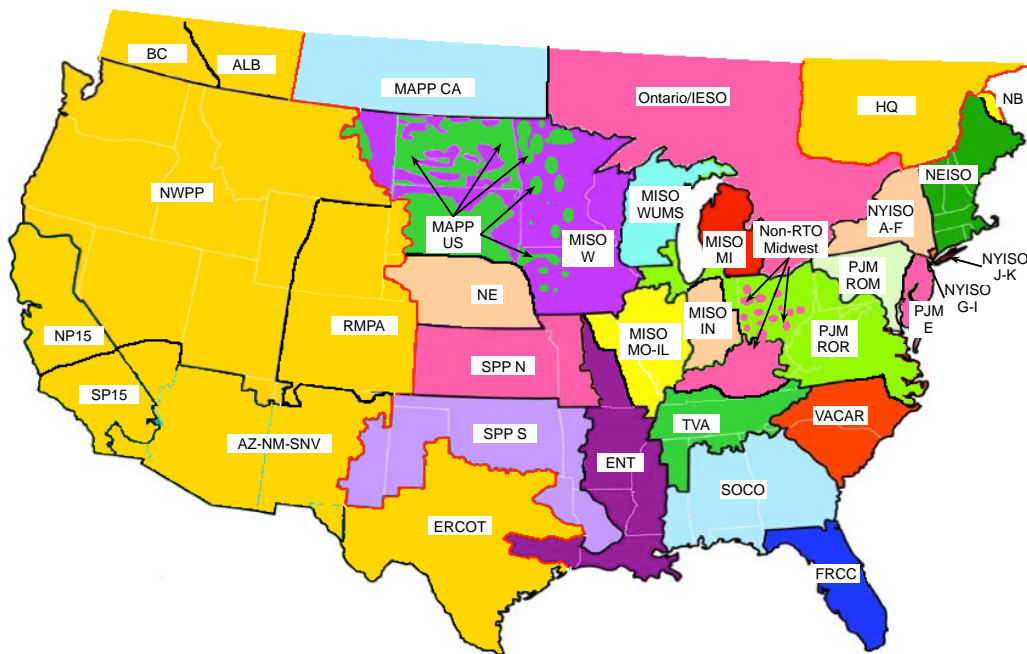 BC
ALB
MAPP CA
Ontario/IESO
HQ
NB
NWPP
MAPP
US
MISO
W
MISO
WUMS
MISO
MI
Non-RTO
Midwest
NYISO
A-F
NEISO
NYISO
J-K
NYISO
G-I
PJM
ROM
PJM
E
NE
RMPA
NP15
SP15
SPP N
MISO
MO-IL
MISO
IN
PJM
ROR
AZ-NM-SNV
SPP S
ENT
TVA
VACAR
SOCO
ERCOT
FRCC